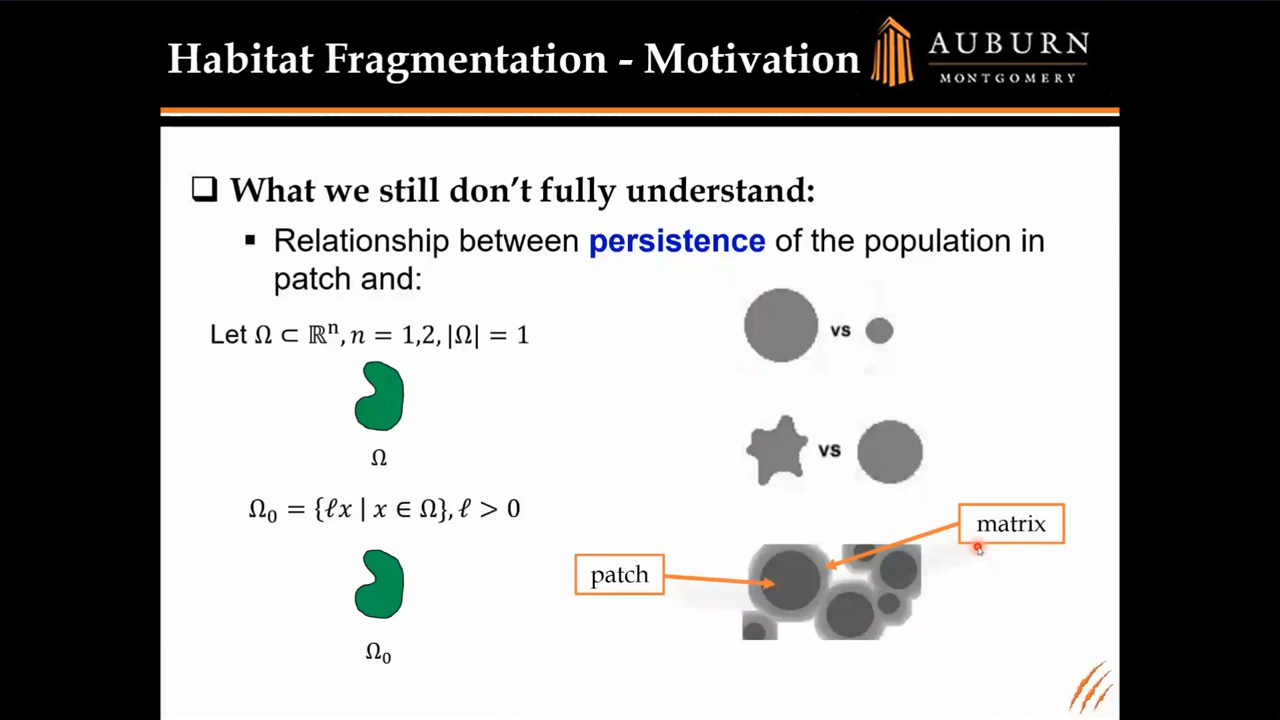 Habitat Fragmentation - Motivation
AUBURN
MONTGOMERY
❑ What we still don’t fully understand:
▪ Relationship between persistence of the population in
patch and:
Let Ω ⊂ ℝⁿ, n = 1,2, |Ω| = 1
vs
Ω
vs
Ω₀ = {ℓx | x ∈ Ω}, ℓ > 0
matrix
patch
Ω₀